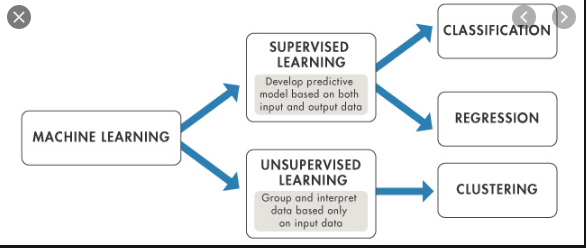 MACHINE LEARNING
SUPERVISED
LEARNING
Develop predictive
model based on both
input and output data
UNSUPERVISED
LEARNING
Group and interpret
data based only
on input data
CLASSIFICATION
REGRESSION
CLUSTERING